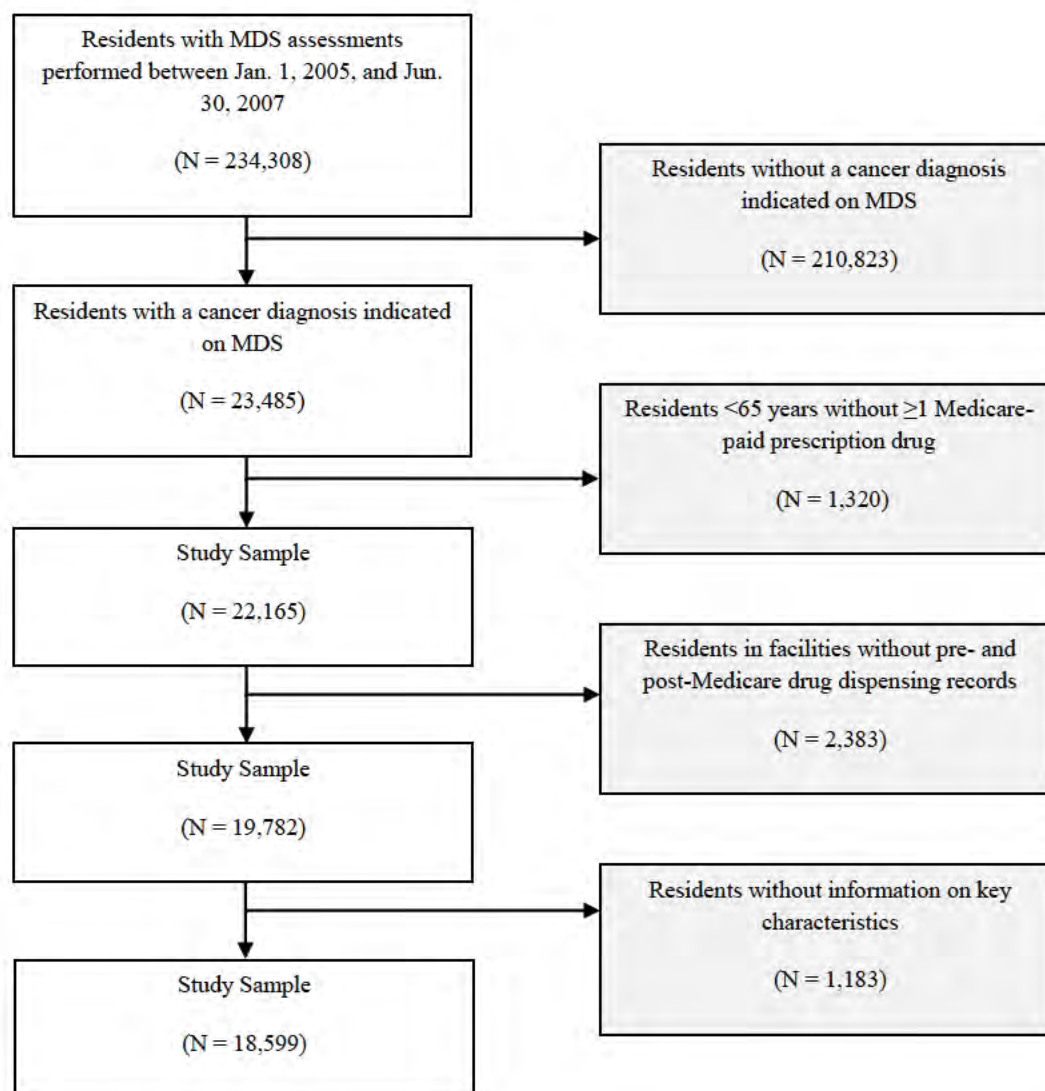 Residents with MDS assessments
performed between Jan. 1, 2005, and Jun.
30, 2007
(N = 234,308)
Residents without a cancer diagnosis
indicated on MDS
(N = 210,823)
Residents with a cancer diagnosis indicated
on MDS
(N = 23,485)
Residents <65 years without ≥1 Medicare-
paid prescription drug
(N = 1,320)
Study Sample
(N = 22,165)
Residents in facilities without pre- and
post-Medicare drug dispensing records
(N = 2,383)
Study Sample
(N = 19,782)
Residents without information on key
characteristics
(N = 1,183)
Study Sample
(N = 18,599)